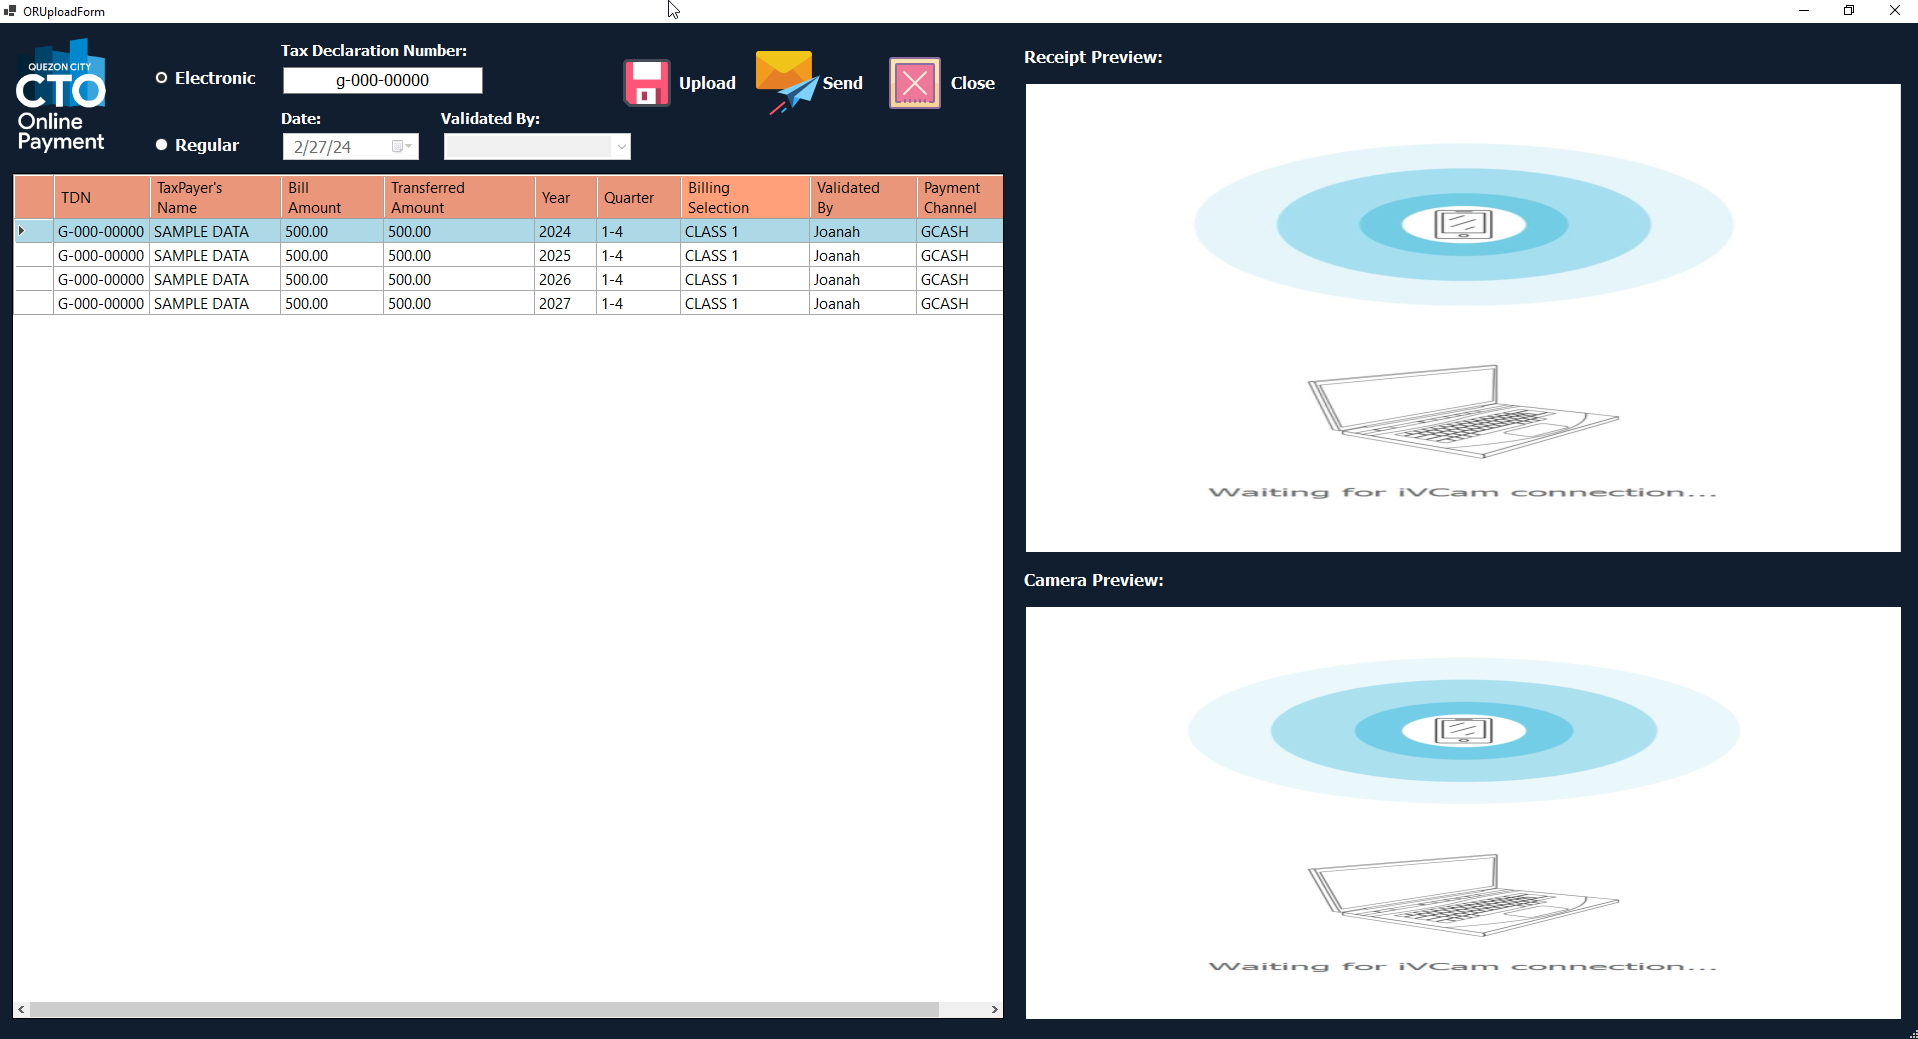 ORUploadForm
QUEZON CITY
CTO
Online
Payment
Electronic
Regular
Tax Declaration Number:
g-000-00000
Date:
2/27/24
Validated By:
Upload
Send
Close
TDN TaxPayer's Name Bill Amount Transferred Amount Year Quarter Billing Selection Validated By Payment Channel
G-000-00000 SAMPLE DATA 500.00 500.00 2024 1-4 CLASS 1 Joanah GCASH
G-000-00000 SAMPLE DATA 500.00 500.00 2025 1-4 CLASS 1 Joanah GCASH
G-000-00000 SAMPLE DATA 500.00 500.00 2026 1-4 CLASS 1 Joanah GCASH
G-000-00000 SAMPLE DATA 500.00 500.00 2027 1-4 CLASS 1 Joanah GCASH
Receipt Preview:
Waiting for iVCam connection...
Camera Preview:
Waiting for iVCam connection...